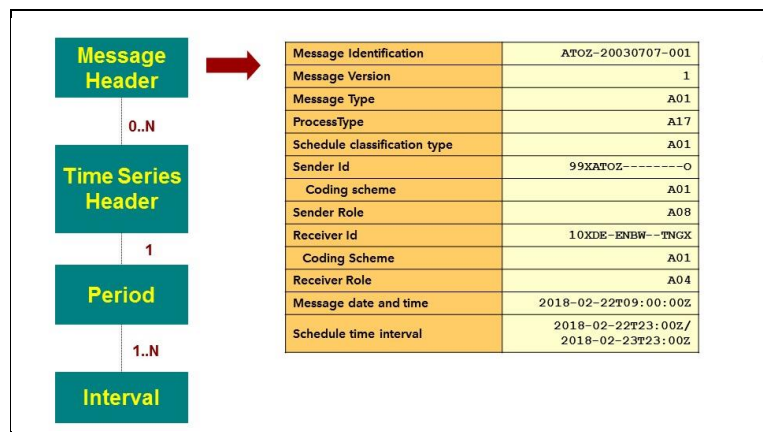 Message
Header
0..N
Time Series
Header
1
Period
1..N
Interval
Message Identification ATOZ-20030707-001
Message Version 1
Message Type A01
ProcessType A17
Schedule classification type A01
Sender Id 99XATOZ--------O
Coding scheme A01
Sender Role A08
Receiver Id 10XDE-ENBW--TNGX
Coding Scheme A01
Receiver Role A04
Message date and time 2018-02-22T09:00:00Z
Schedule time interval 2018-02-22T23:00Z/
2018-02-23T23:00Z